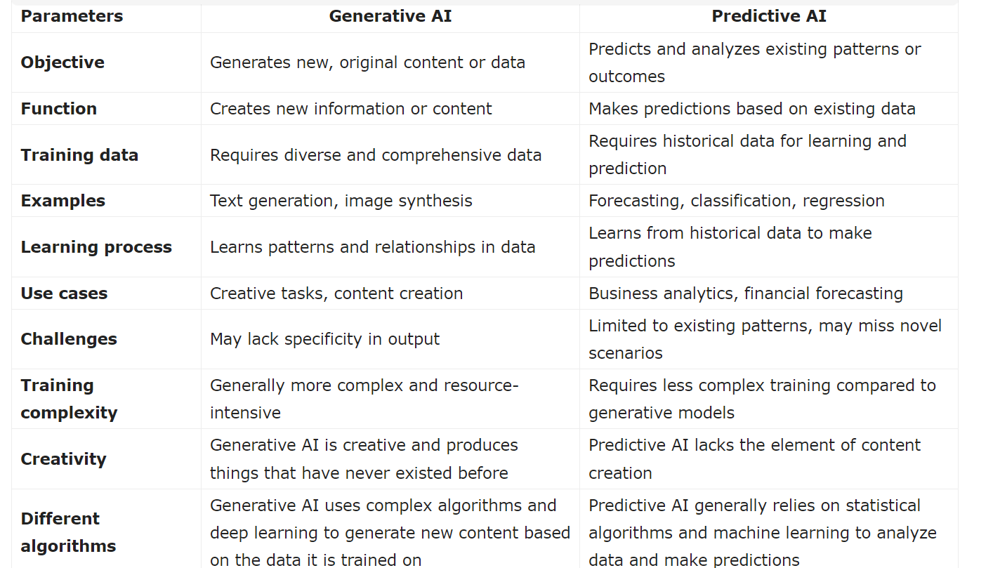 Parameters Generative AI Predictive AI
Objective Generates new, original content or data Predicts and analyzes existing patterns or
outcomes
Function Creates new information or content Makes predictions based on existing data
Training data Requires diverse and comprehensive data Requires historical data for learning and
prediction
Examples Text generation, image synthesis Forecasting, classification, regression
Learning process Learns patterns and relationships in data Learns from historical data to make
predictions
Use cases Creative tasks, content creation Business analytics, financial forecasting
Challenges May lack specificity in output Limited to existing patterns, may miss novel
scenarios
Training
complexity
Generally more complex and resource-
intensive
Requires less complex training compared to
generative models
Creativity
Generative AI is creative and produces
things that have never existed before
Predictive AI lacks the element of content
creation
Different
algorithms
Generative AI uses complex algorithms and
deep learning to generate new content based
on the data it is trained on
Predictive AI generally relies on statistical
algorithms and machine learning to analyze
data and make predictions